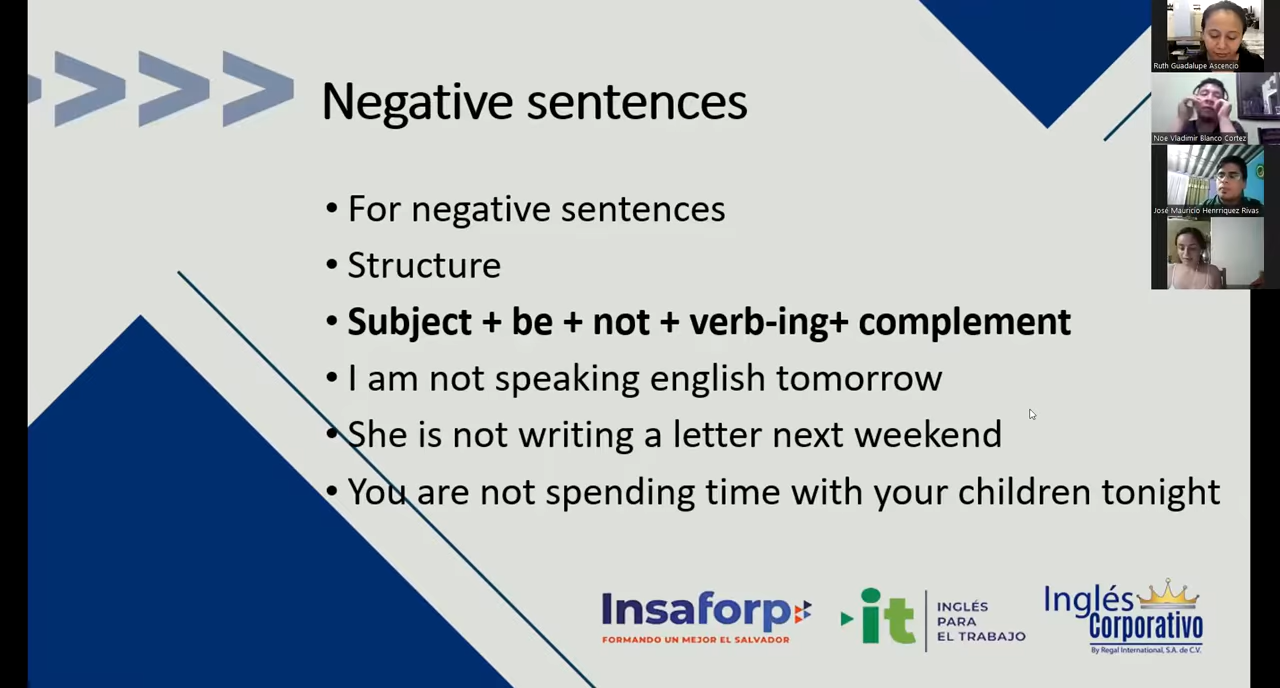 Negative sentences
• For negative sentences
• Structure
• Subject + be + not + verb-ing+ complement
• I am not speaking english tomorrow
• She is not writing a letter next weekend
• You are not spending time with your children tonight
Insaforp
FORMANDO UN MEJOR EL SALVADOR
it
INGLÉS
PARA
EL TRABAJO
Inglés
Corporativo
By Regal International, S.A. de C.V.
Ruth Guadalupe Ascencio
Noe Vladimir Blanco Cortez
José Mauricio Henrriquez Rivas